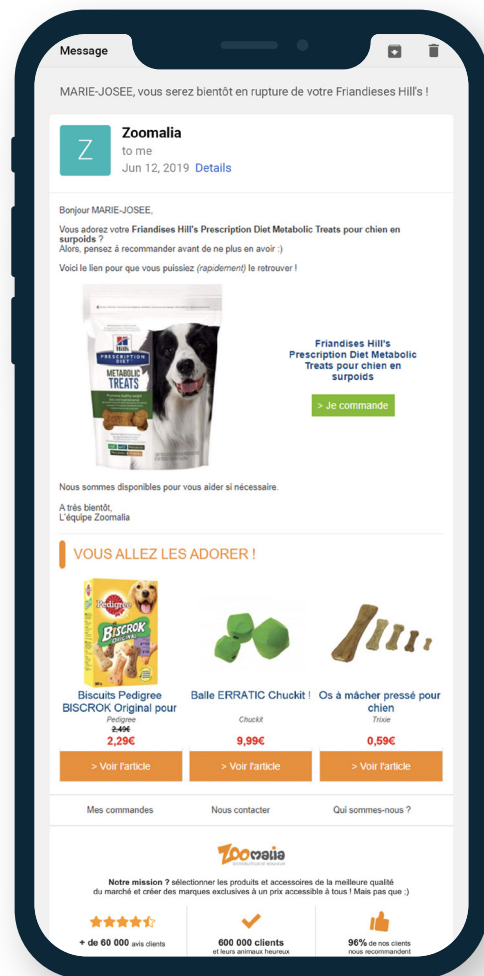 Message
MARIE-JOSEE, vous serez bientôt en rupture de votre Friandieses Hill's !
Z
Zoomalia
to me
Jun 12, 2019 Details
Bonjour MARIE-JOSEE,
Vous adorez votre Friandises Hill's Prescription Diet Metabolic Treats pour chien en
surpoids ?
Alors, pensez à recommander avant de ne plus en avoir :)
Voici le lien pour que vous puissiez (rapidement) le retrouver !
Hill's
PRESCRIPTION
DIET
METABOLIC
TREATS
Friandises Hill's
Prescription Diet Metabolic
Treats pour chien en
surpoids
> Je commande
Nous sommes disponibles pour vous aider si nécessaire.
A très bientôt,
L'équipe Zoomalia
VOUS ALLEZ LES ADORER !
Pedigree
BISCROK
ORIGINAL
Biscuits Pedigree
BISCROK Original pour
Pedigree
2,49€
2,29€
> Voir l'article
Balle ERRATIC Chuckit !
Chuckit
9,99€
> Voir l'article
Os à mâcher pressé pour
chien
Trixie
0,59€
> Voir l'article
Mes commandes
Nous contacter
Qui sommes-nous ?
zoomalia
Notre mission ? sélectionner les produits et accessoires de la meilleure qualité
du marché et créer des marques exclusives à un prix accessible à tous ! Mais pas que ;)
+ de 60 000 avis clients
600 000 clients
et leurs animaux heureux
96% de nos clients
nous recommandent